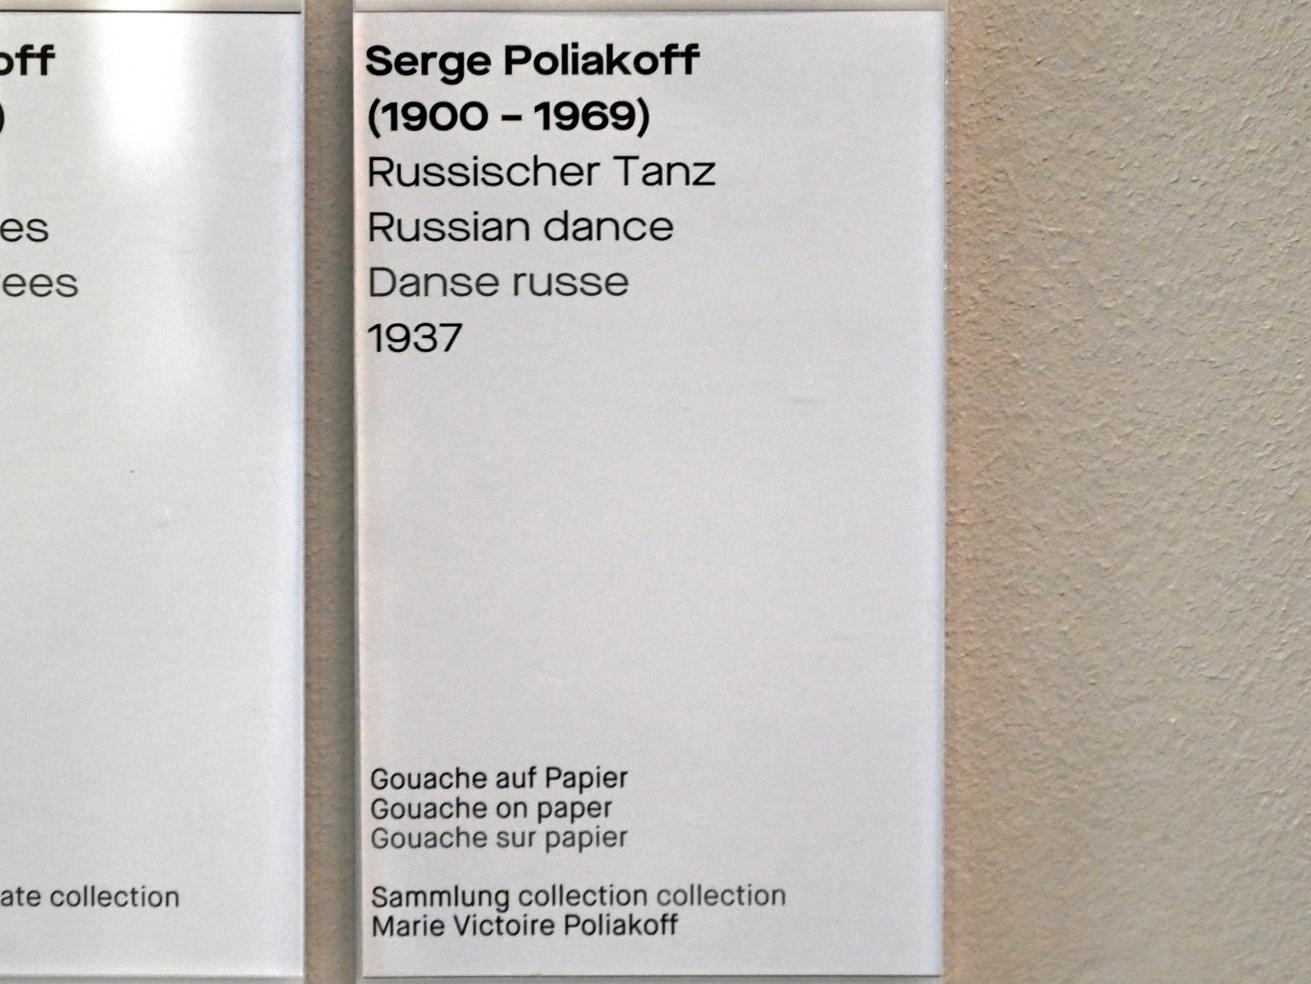 Serge Poliakoff
(1900 – 1969)
Russischer Tanz
Russian dance
Danse russe
1937
Gouache auf Papier
Gouache on paper
Gouache sur papier
Sammlung collection collection
Marie Victoire Poliakoff
off
)
es
ees
ate collection